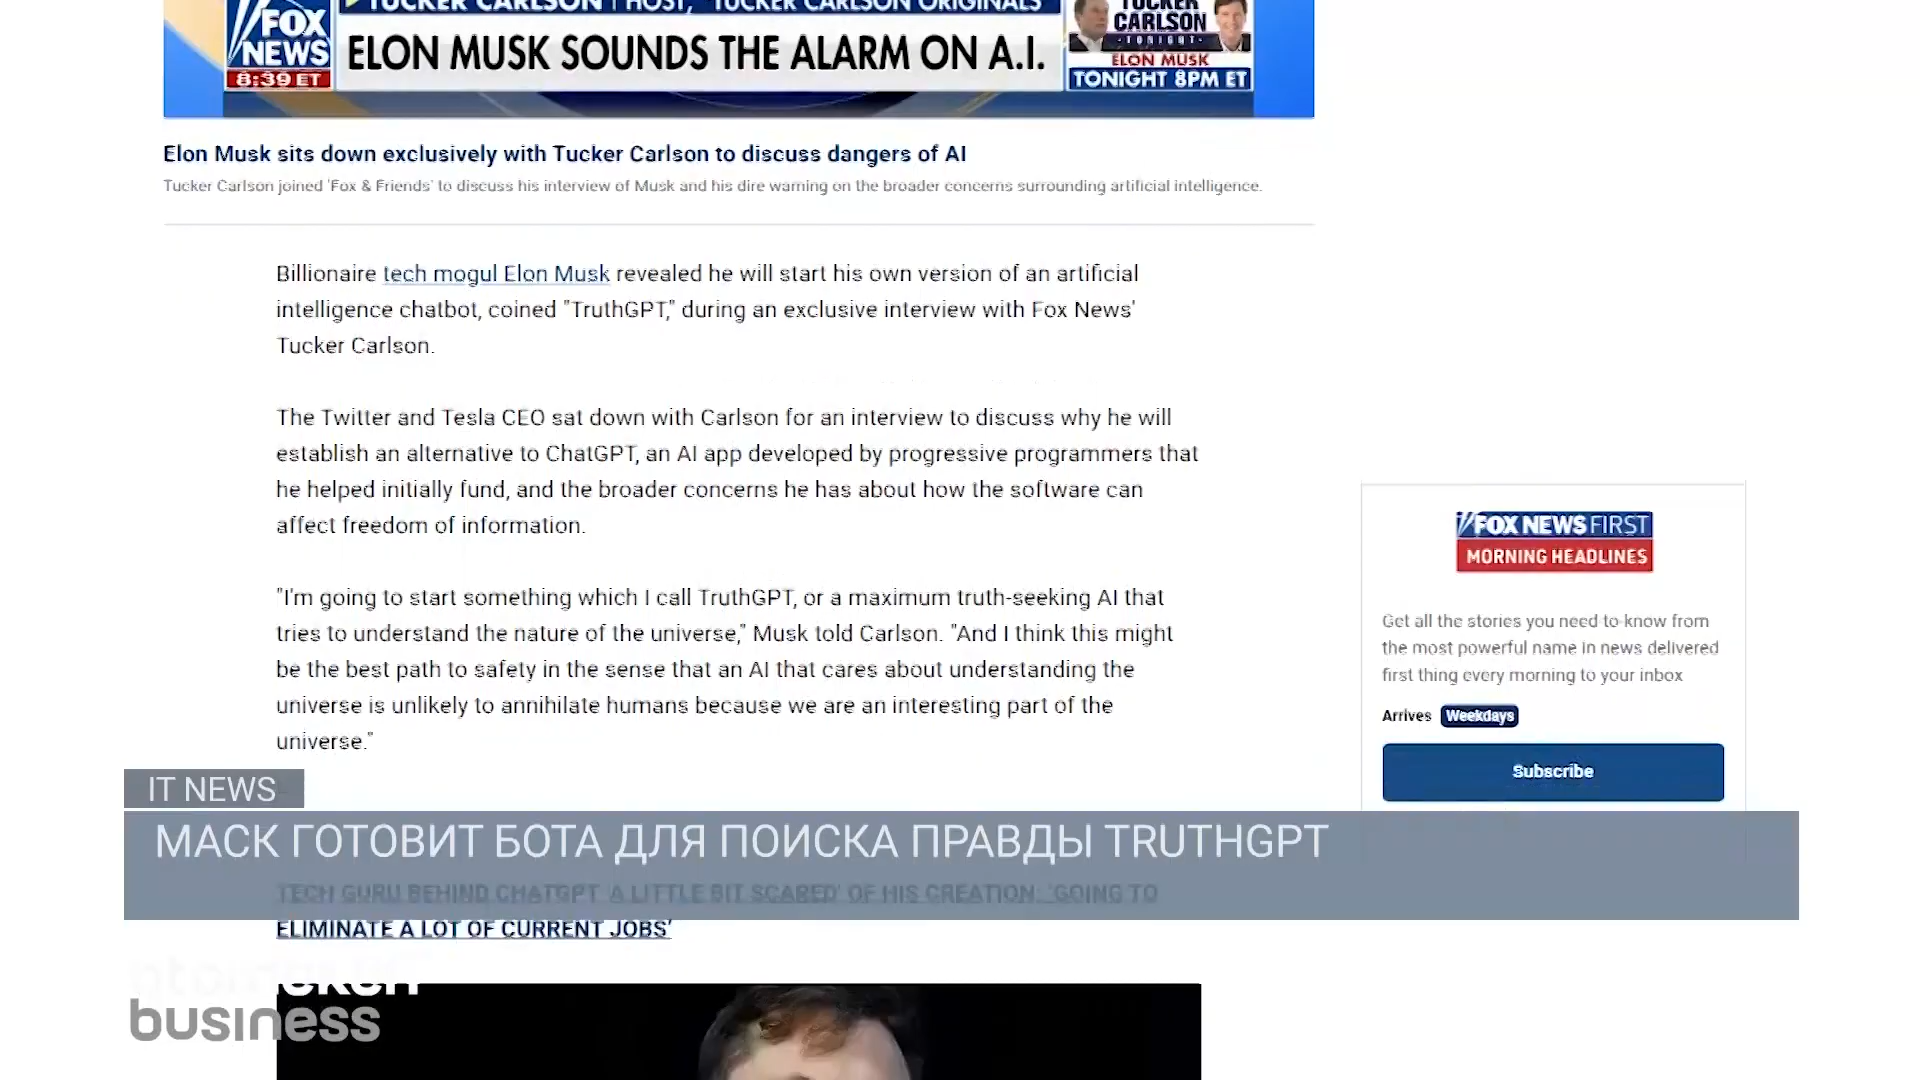 TUCKER CARLSON | HOST, "TUCKER CARLSON ORIGINALS"
FOX
NEWS
8:39 ET
ELON MUSK SOUNDS THE ALARM ON A.I.
TUCKER
CARLSON
TONIGHT
ELON MUSK
TONIGHT 8PM ET
Elon Musk sits down exclusively with Tucker Carlson to discuss dangers of AI
Tucker Carlson joined 'Fox & Friends' to discuss his interview of Musk and his dire warning on the broader concerns surrounding artificial intelligence.
Billionaire tech mogul Elon Musk revealed he will start his own version of an artificial
intelligence chatbot, coined "TruthGPT," during an exclusive interview with Fox News'
Tucker Carlson.
The Twitter and Tesla CEO sat down with Carlson for an interview to discuss why he will
establish an alternative to ChatGPT, an AI app developed by progressive programmers that
he helped initially fund, and the broader concerns he has about how the software can
affect freedom of information.
"I'm going to start something which I call TruthGPT, or a maximum truth-seeking AI that
tries to understand the nature of the universe," Musk told Carlson. "And I think this might
be the best path to safety in the sense that an AI that cares about understanding the
universe is unlikely to annihilate humans because we are an interesting part of the
universe."
FOX NEWS FIRST
MORNING HEADLINES
Get all the stories you need-to-know from
the most powerful name in news delivered
first thing every morning to your inbox
Arrives Weekdays
Subscribe
IT NEWS
МАСК ГОТОВИТ БОТА ДЛЯ ПОИСКА ПРАВДЫ TRUTHGPT
TECH GURU BEHIND CHATGPT 'A LITTLE BIT SCARED' OF HIS CREATION: 'GOING TO
ELIMINATE A LOT OF CURRENT JOBS'
business